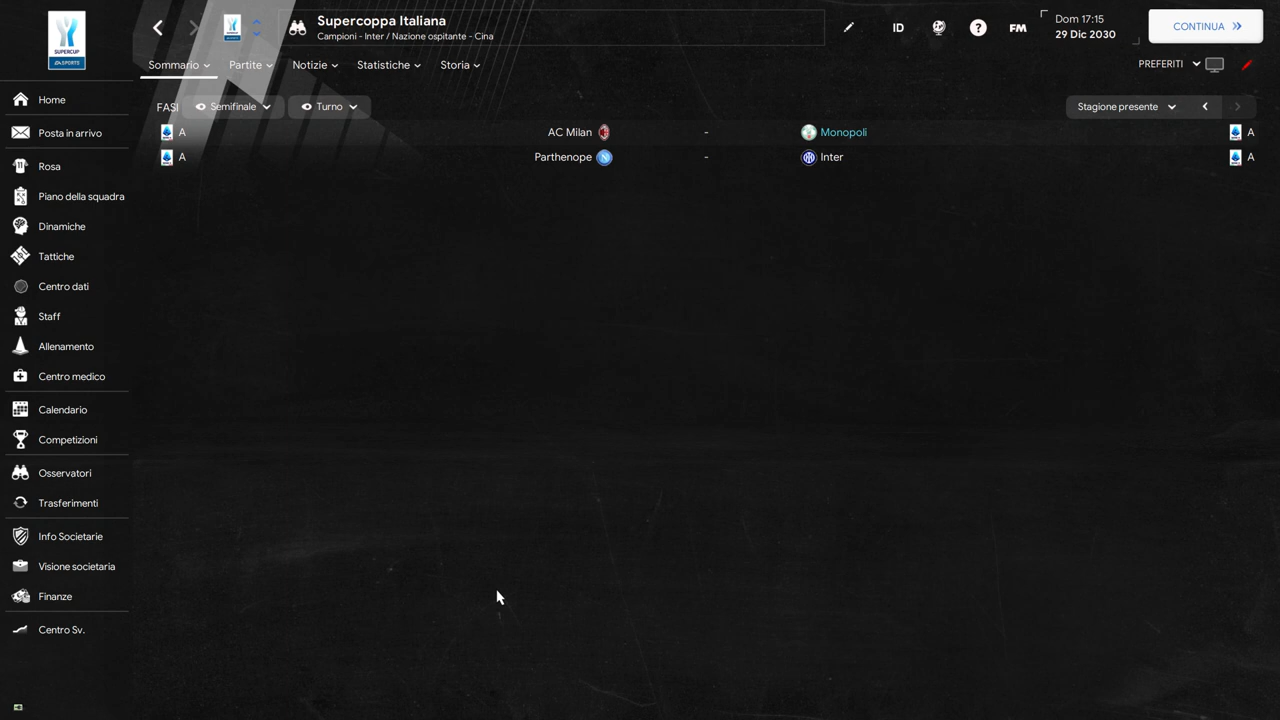 SUPERCUP
EA SPORTS
Supercoppa Italiana
Campioni - Inter / Nazione ospitante - Cina
ID
?
FM
Dom 17:15
29 Dic 2030
CONTINUA
Sommario
Partite
Notizie
Statistiche
Storia
PREFERITI
Home
Posta in arrivo
Rosa
Piano della squadra
Dinamiche
Tattiche
Centro dati
Staff
Allenamento
Centro medico
Calendario
Competizioni
Osservatori
Trasferimenti
Info Societarie
Visione societaria
Finanze
Centro Sv.
FASI
Semifinale
Turno
Stagione presente
A AC Milan - Monopoli A
A Parthenope - Inter A